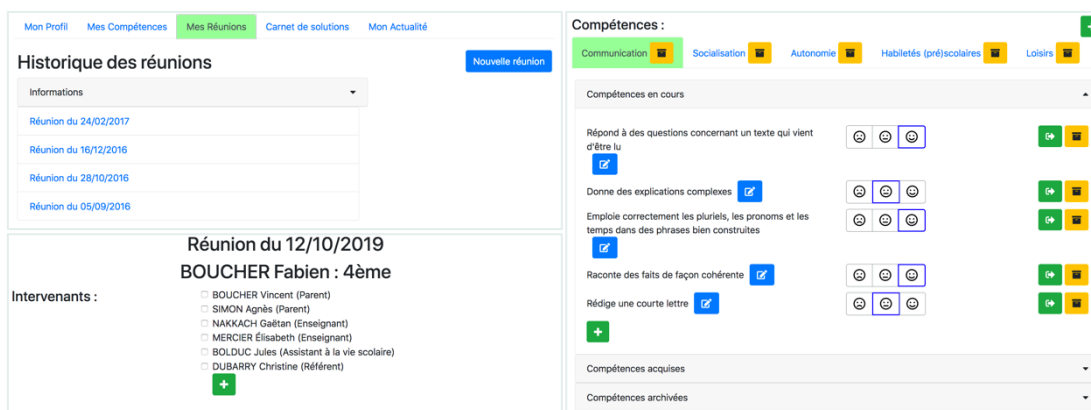 Mon Profil
Mes Compétences
Mes Réunions
Carnet de solutions
Mon Actualité
Historique des réunions
Nouvelle réunion
Informations
Réunion du 24/02/2017
Réunion du 16/12/2016
Réunion du 28/10/2016
Réunion du 05/09/2016
Réunion du 12/10/2019
BOUCHER Fabien : 4ème
Intervenants :
BOUCHER Vincent (Parent)
SIMON Agnès (Parent)
NAKKACH Gaëtan (Enseignant)
MERCIER Élisabeth (Enseignant)
BOLDUC Jules (Assistant à la vie scolaire)
DUBARRY Christine (Référent)
Compétences :
Communication
Socialisation
Autonomie
Habiletés (pré)scolaires
Loisirs
Compétences en cours
Répond à des questions concernant un texte qui vient
d'être lu
Donne des explications complexes
Emploie correctement les pluriels, les pronoms et les
temps dans des phrases bien construites
Raconte des faits de façon cohérente
Rédige une courte lettre
Compétences acquises
Compétences archivées